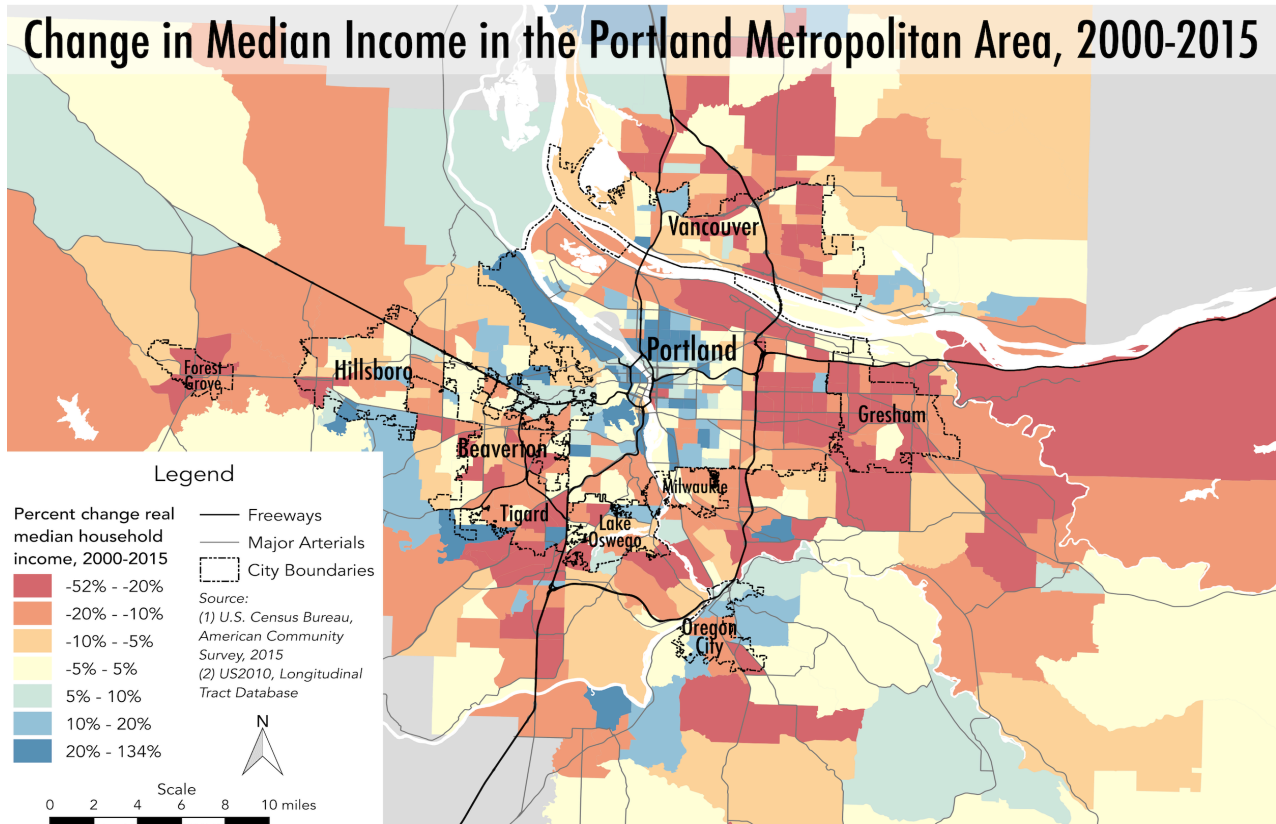 Change in Median Income in the Portland Metropolitan Area, 2000-2015
Vancouver
Portland
Forest
Grove
Hillsboro
Gresham
Beaverton
Milwaukie
Tigard
Lake
Oswego
Oregon
City
Legend
Percent change real
median household
income, 2000-2015
-52% - -20%
-20% - -10%
-10% - -5%
-5% - 5%
5% - 10%
10% - 20%
20% - 134%
Freeways
Major Arterials
City Boundaries
Source:
(1) U.S. Census Bureau,
American Community
Survey, 2015
(2) US2010, Longitudinal
Tract Database
N
Scale
0 2 4 6 8 10 miles